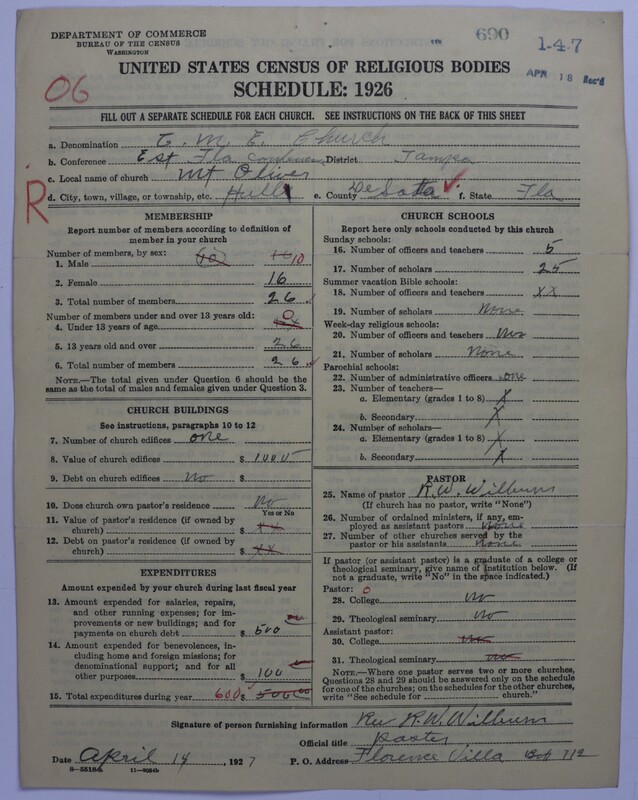 DEPARTMENT OF COMMERCE
BUREAU OF THE CENSUS
WASHINGTON
690
1-47
APR 18 Rec'd
UNITED STATES CENSUS OF RELIGIOUS BODIES
SCHEDULE: 1926
06
FILL OUT A SEPARATE SCHEDULE FOR EACH CHURCH. SEE INSTRUCTIONS ON THE BACK OF THIS SHEET
a. Denomination C. M. E. Church
b. Conference Est Fla Conference District Tampa
c. Local name of church Mt Olive
R
d. City, town, village, or township, etc. Hull e. County DeSota f. State Fla
MEMBERSHIP
Report number of members according to definition of
member in your church
Number of members, by sex:
1. Male 10
2. Female 16
3. Total number of members 26
Number of members under and over 13 years old:
4. Under 13 years of age 0
5. 13 years old and over 26
6. Total number of members 26
NOTE.—The total given under Question 6 should be the
same as the total of males and females given under Question 3.
CHURCH BUILDINGS
See instructions, paragraphs 10 to 12
7. Number of church edifices one
8. Value of church edifices $ 1000
9. Debt on church edifices No $
10. Does church own pastor's residence No
Yes or No
11. Value of pastor's residence (if owned by
church) $ xx
12. Debt on pastor's residence (if owned by
church) $ xx
EXPENDITURES
Amount expended by your church during last fiscal year
13. Amount expended for salaries, repairs,
and other running expenses; for im-
provements or new buildings; and for
payments on church debt $ 500
14. Amount expended for benevolences,
including home and foreign missions; for
denominational support; and for all
other purposes $ 100
15. Total expenditures during year 600 $ 500.00
CHURCH SCHOOLS
Report here only schools conducted by this church
Sunday schools:
16. Number of officers and teachers 5
17. Number of scholars 25
Summer vacation Bible schools:
18. Number of officers and teachers xx
19. Number of scholars None
Week-day religious schools:
20. Number of officers and teachers
21. Number of scholars None
Parochial schools:
22. Number of administrative officers one
23. Number of teachers—
a. Elementary (grades 1 to 8) x
b. Secondary x
24. Number of scholars—
a. Elementary (grades 1 to 8) x
b. Secondary x
PASTOR
25. Name of pastor R. W. Wilburn
(If church has no pastor, write "None")
26. Number of ordained ministers, if any, em-
ployed as assistant pastors None
27. Number of other churches served by the
pastor or his assistants None
If pastor (or assistant pastor) is a graduate of a college or
theological seminary, give name of institution below. (If
not a graduate, write "No" in the space indicated.)
Pastor: 0
28. College no
29. Theological seminary no
Assistant pastor:
30. College no
31. Theological seminary no
NOTE.—Where one pastor serves two or more churches,
Questions 28 and 29 should be answered only on the schedule
for one of the churches; on the schedules for the other churches,
write "See schedule for church."
Signature of person furnishing information Rev R. W. Wilburn
Official title pastor
Date April 14, 1927 P. O. Address Florence Villa Box 712
8—5518a 11—9084b